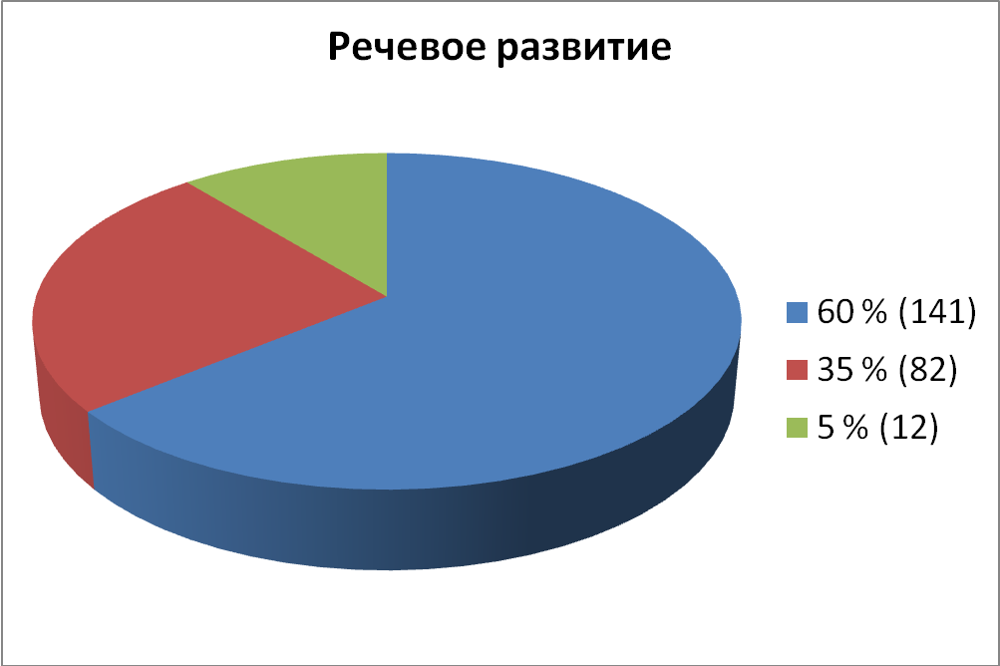 Речевое развитие
60 % (141)
35 % (82)
5 % (12)